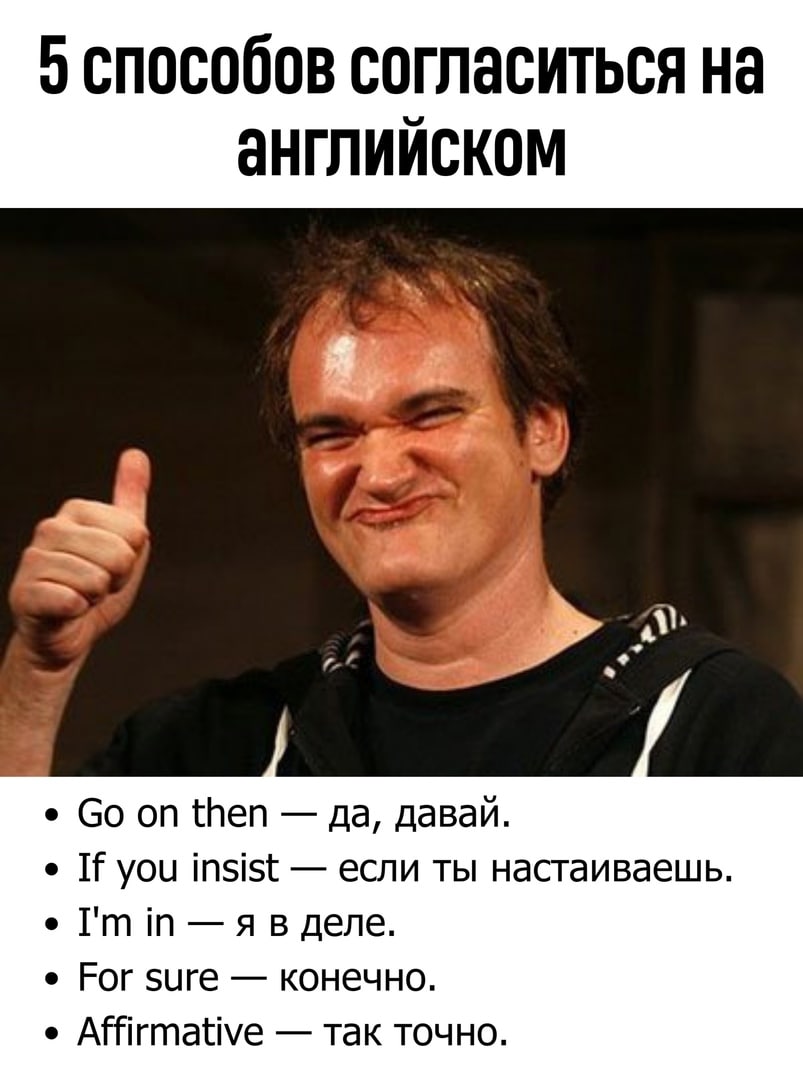 5 способов согласиться на
английском
• Go on then — да, давай.
• If you insist — если ты настаиваешь.
• I'm in — я в деле.
• For sure — конечно.
• Affirmative — так точно.